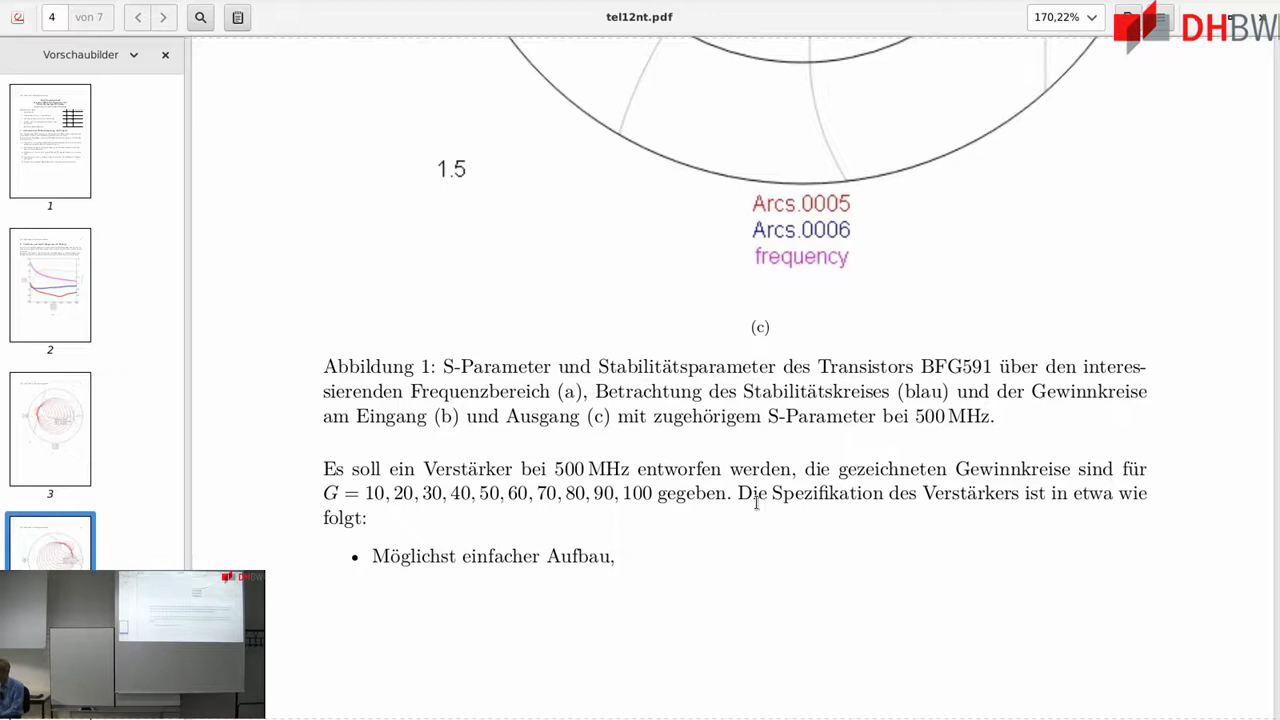 4 von 7
tel12nt.pdf
170,22%
DHBW
Vorschaubilder
1
2
3
1.5
Arcs.0005
Arcs.0006
frequency
(c)
Abbildung 1: S-Parameter und Stabilitätsparameter des Transistors BFG591 über den interes-
sierenden Frequenzbereich (a), Betrachtung des Stabilitätskreises (blau) und der Gewinnkreise
am Eingang (b) und Ausgang (c) mit zugehörigem S-Parameter bei 500 MHz.
Es soll ein Verstärker bei 500 MHz entworfen werden, die gezeichneten Gewinnkreise sind für
G = 10, 20, 30, 40, 50, 60, 70, 80, 90, 100 gegeben. Die Spezifikation des Verstärkers ist in etwa wie
folgt:
• Möglichst einfacher Aufbau,
DHBW